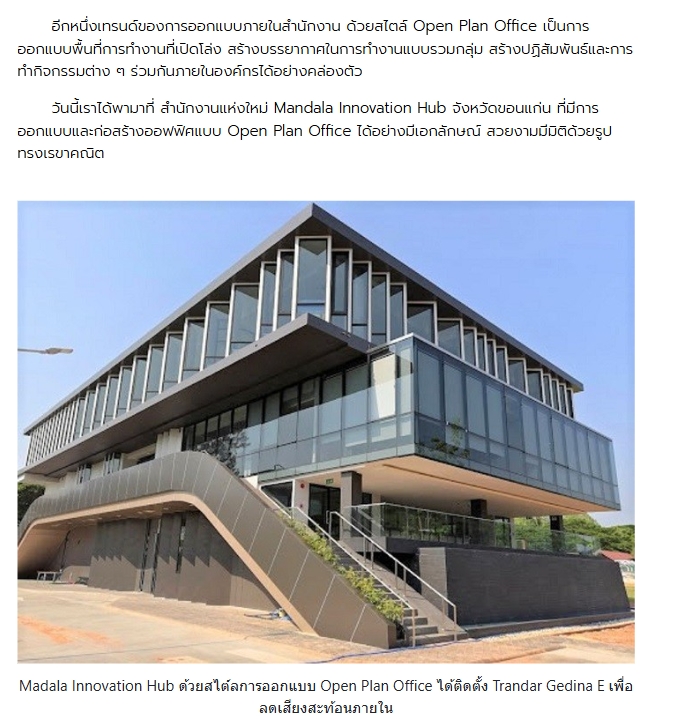 อีกหนึ่งเทรนด์ของการออกแบบภายในสำนักงาน ด้วยสไตล์ Open Plan Office เป็นการ
ออกแบบพื้นที่การทำงานที่เปิดโล่ง สร้างบรรยากาศในการทำงานแบบรวมกลุ่ม สร้างปฏิสัมพันธ์และการ
ทำกิจกรรมต่าง ๆ ร่วมกันภายในองค์กรได้อย่างคล่องตัว
วันนี้เราได้พามาที่ สำนักงานแห่งใหม่ Mandala Innovation Hub จังหวัดขอนแก่น ที่มีการ
ออกแบบและก่อสร้างออฟฟิศแบบ Open Plan Office ได้อย่างมีเอกลักษณ์ สวยงามมีมิติด้วยรูป
ทรงเรขาคณิต
Madala Innovation Hub ด้วยสไต์ลการออกแบบ Open Plan Office ได้ติดตั้ง Trandar Gedina E เพื่อ
ลดเสียงสะท้อนภายใน